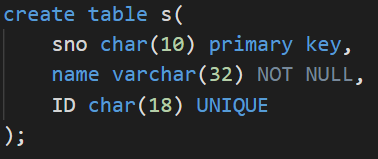 create table s(
    sno char(10) primary key,
    name varchar(32) NOT NULL,
    ID char(18) UNIQUE
);